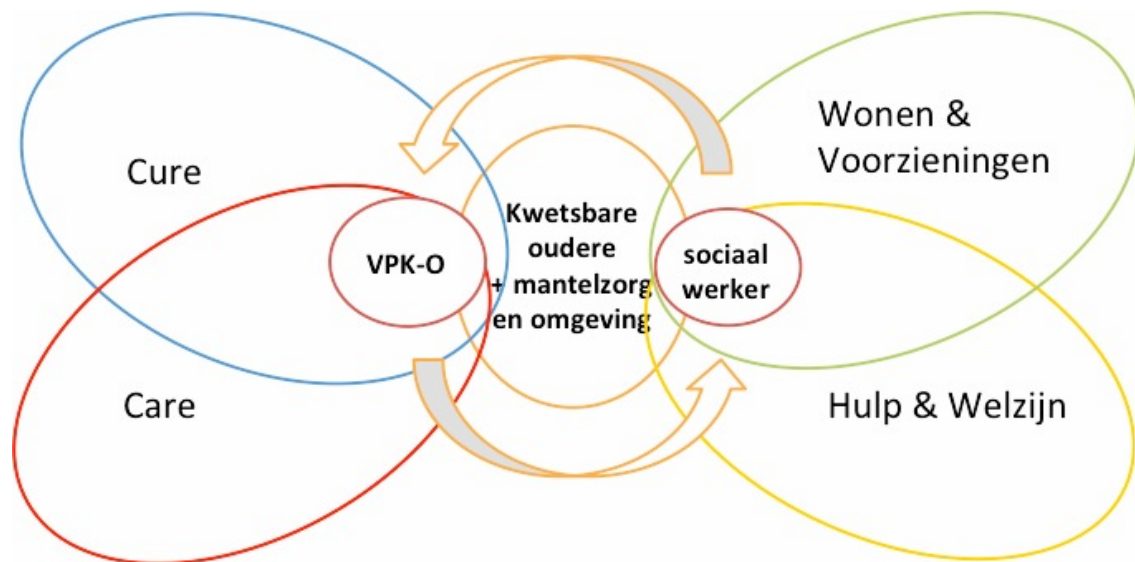 Cure
Care
VPK-O
Kwetsbare
oudere
+ mantelzorg
en omgeving
sociaal
werker
Wonen &
Voorzieningen
Hulp & Welzijn